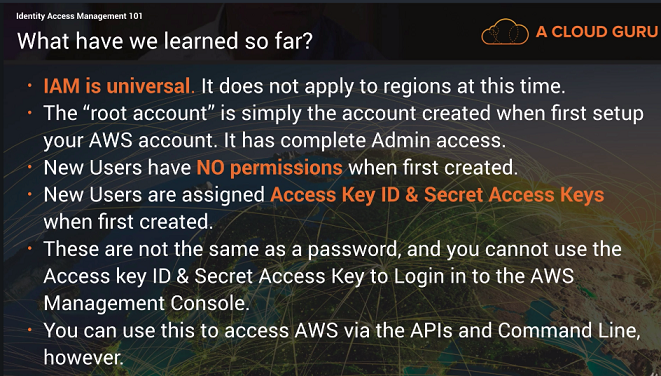 Identity Access Management 101
What have we learned so far?
A CLOUD GURU
• IAM is universal. It does not apply to regions at this time.
• The “root account” is simply the account created when first setup
your AWS account. It has complete Admin access.
• New Users have NO permissions when first created.
• New Users are assigned Access Key ID & Secret Access Keys
when first created.
• These are not the same as a password, and you cannot use the
Access key ID & Secret Access Key to Login in to the AWS
Management Console.
• You can use this to access AWS via the APIs and Command Line,
however.